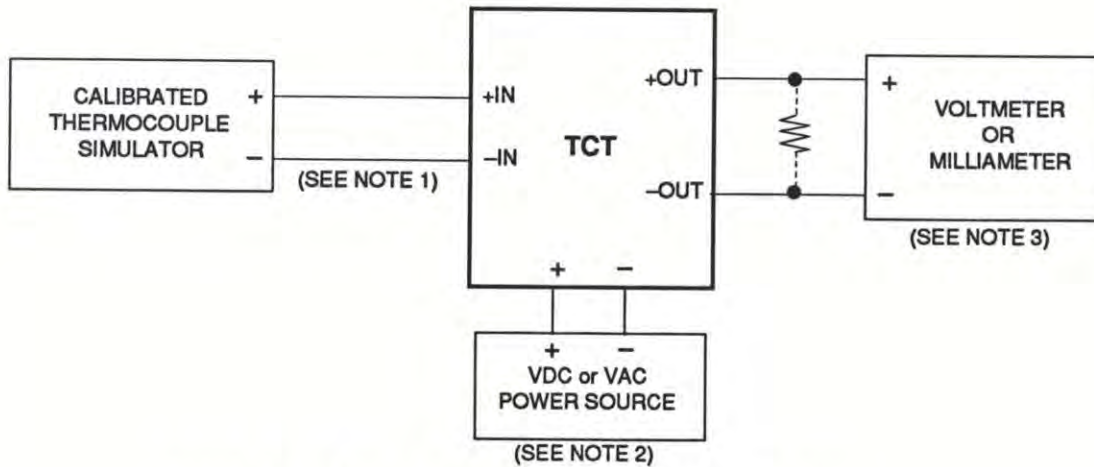 CALIBRATED
THERMOCOUPLE
SIMULATOR
+
−
(SEE NOTE 1)
+IN
−IN
TCT
+OUT
−OUT
+ −
+
−
VOLTMETER
OR
MILLIAMETER
(SEE NOTE 3)
+ −
VDC or VAC
POWER SOURCE
(SEE NOTE 2)